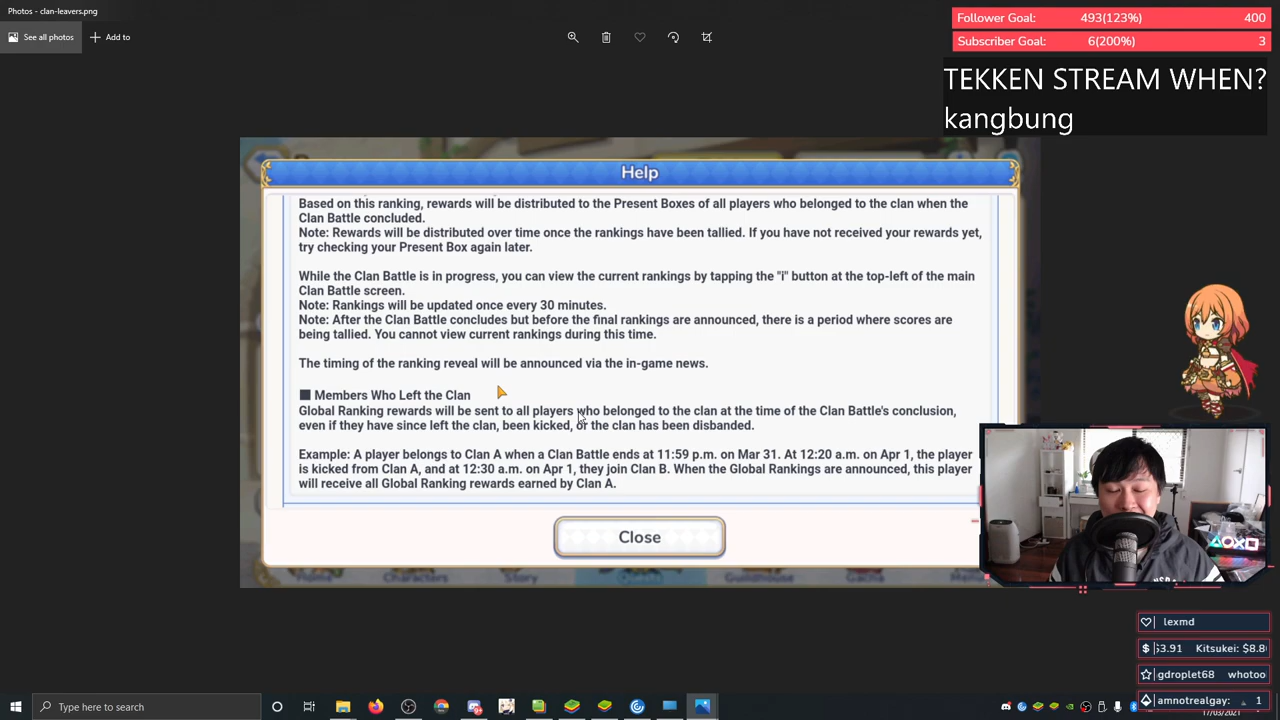 Photos - clan-leavers.png
See all photos
Add to
Follower Goal: 493(123%) 400
Subscriber Goal: 6(200%) 3
TEKKEN STREAM WHEN?
kangbung
Help
Based on this ranking, rewards will be distributed to the Present Boxes of all players who belonged to the clan when the
Clan Battle concluded.
Note: Rewards will be distributed over time once the rankings have been tallied. If you have not received your rewards yet,
try checking your Present Box again later.
While the Clan Battle is in progress, you can view the current rankings by tapping the "i" button at the top-left of the main
Clan Battle screen.
Note: Rankings will be updated once every 30 minutes.
Note: After the Clan Battle concludes but before the final rankings are announced, there is a period where scores are
being tallied. You cannot view current rankings during this time.
The timing of the ranking reveal will be announced via the in-game news.
■ Members Who Left the Clan
Global Ranking rewards will be sent to all players who belonged to the clan at the time of the Clan Battle's conclusion,
even if they have since left the clan, been kicked, or the clan has been disbanded.
Example: A player belongs to Clan A when a Clan Battle ends at 11:59 p.m. on Mar 31. At 12:20 a.m. on Apr 1, the player
is kicked from Clan A, and at 12:30 a.m. on Apr 1, they join Clan B. When the Global Rankings are announced, this player
will receive all Global Ranking rewards earned by Clan A.
Close
Home Characters Story Quests Guildhouse Gacha
lexmd
$3.91 Kitsukei: $8.8
gdroplet68 whotoo
amnotrealgay: 1
Type here to search
17/03/2021